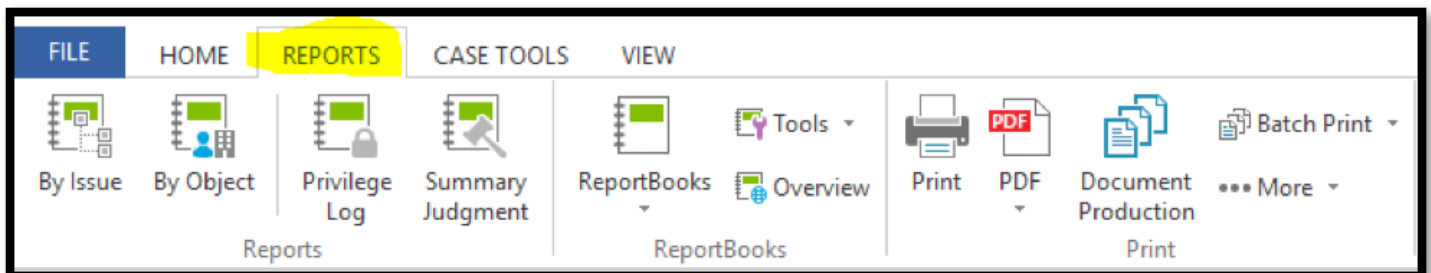 FILE HOME REPORTS CASE TOOLS VIEW
By Issue By Object Privilege Log Summary Judgment
Reports
ReportBooks Tools Overview
ReportBooks
Print PDF PDF Document Production Batch Print More
Print